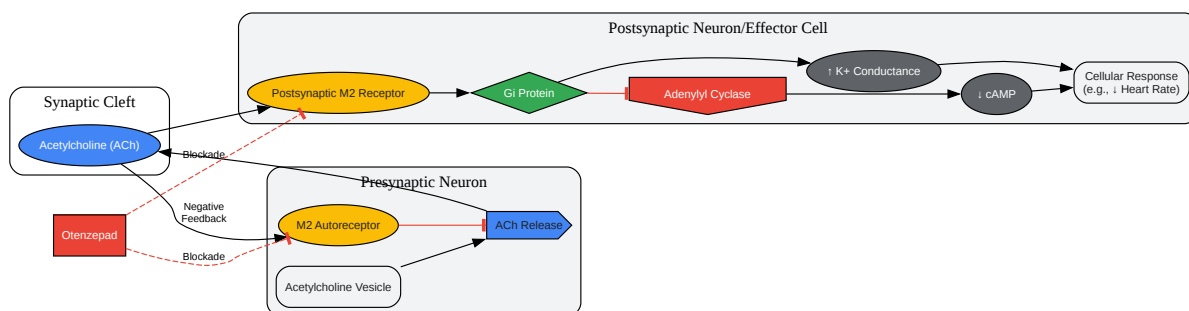 Postsynaptic Neuron/Effector Cell
↑ K+ Conductance
Postsynaptic M2 Receptor
Gi Protein
Adenylyl Cyclase
↓ cAMP
Cellular Response
(e.g., ↓ Heart Rate)
Synaptic Cleft
Acetylcholine (ACh)
Blockade
Presynaptic Neuron
Negative
Feedback
M2 Autoreceptor
ACh Release
Otenzepad
Blockade
Acetylcholine Vesicle